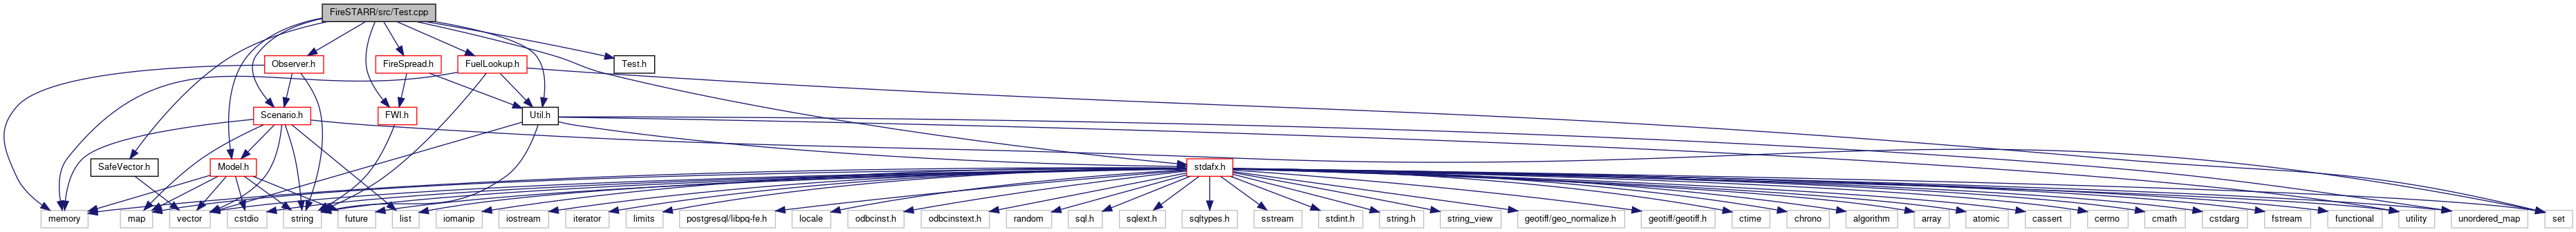 FireSTARR/src/Test.cpp
Observer.h
FireSpread.h
FuelLookup.h
Test.h
Scenario.h
FWI.h
Util.h
SafeVector.h
Model.h
stdafx.h
memory
map
vector
cstdio
string
future
list
iomanip
iostream
iterator
limits
postgresql/libpq-fe.h
locale
odbcinst.h
odbcinstext.h
random
sql.h
sqlext.h
sqltypes.h
sstream
stdint.h
string.h
string_view
geotiff/geo_normalize.h
geotiff/geotiff.h
ctime
chrono
algorithm
array
atomic
cassert
cerrno
cmath
cstdarg
fstream
functional
utility
unordered_map
set